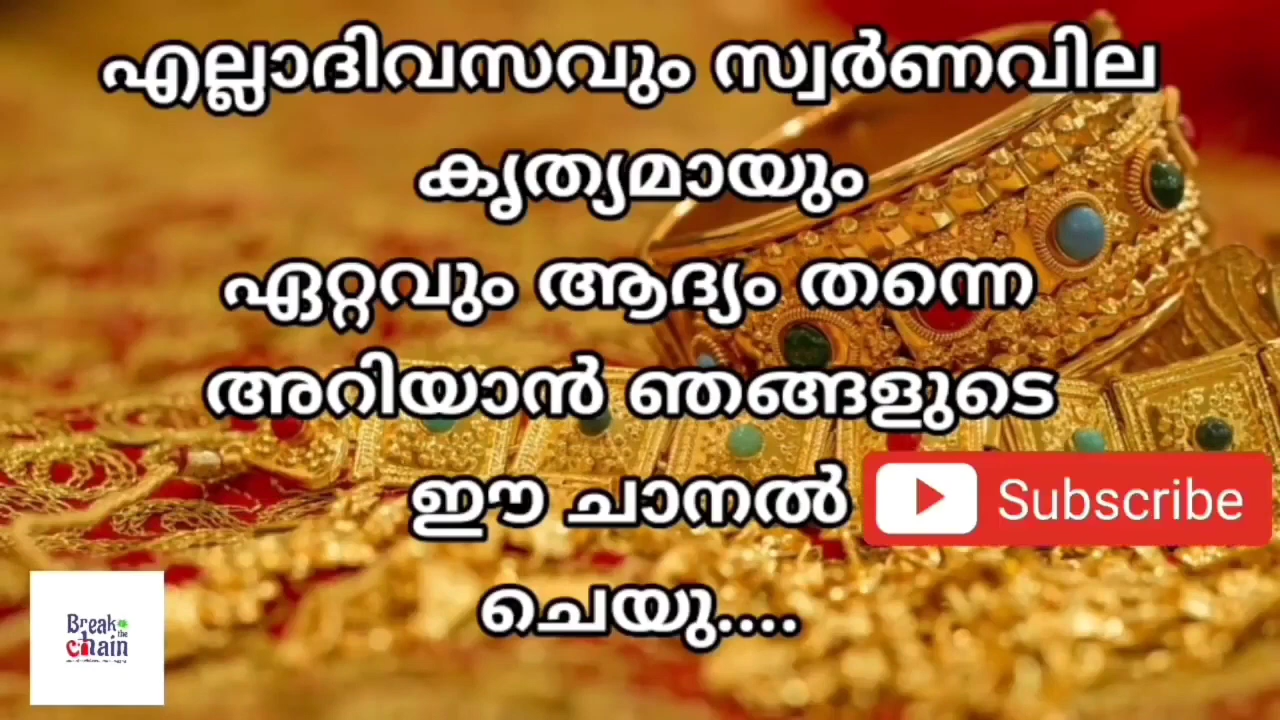 എല്ലാദിവസവും സ്വർണവില
കൃത്യമായും
ഏറ്റവും ആദ്യം തന്നെ
അറിയാൻ ഞങ്ങളുടെ
ഈ ചാനൽ Subscribe
ചെയു....
Break
the
chain